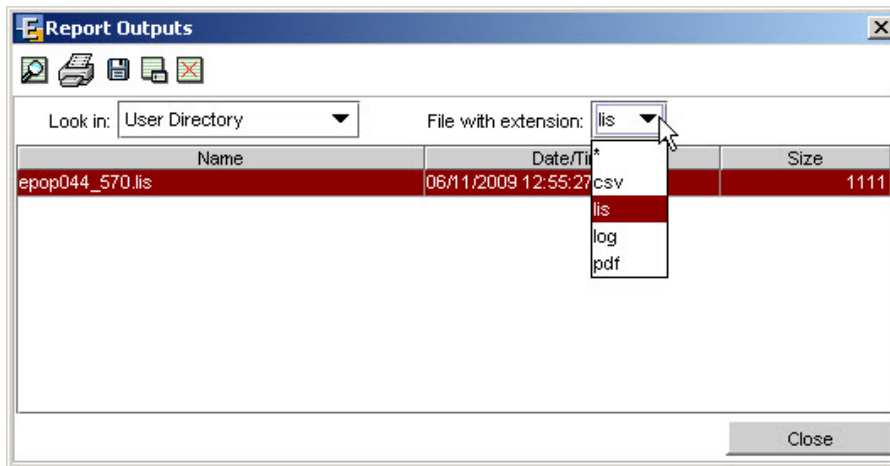 Report Outputs
Look in: User Directory File with extension: lis
Name Size
epop044_570.lis 06/11/2009 12:55:27 1111
*
csv
lis
log
pdf
Close